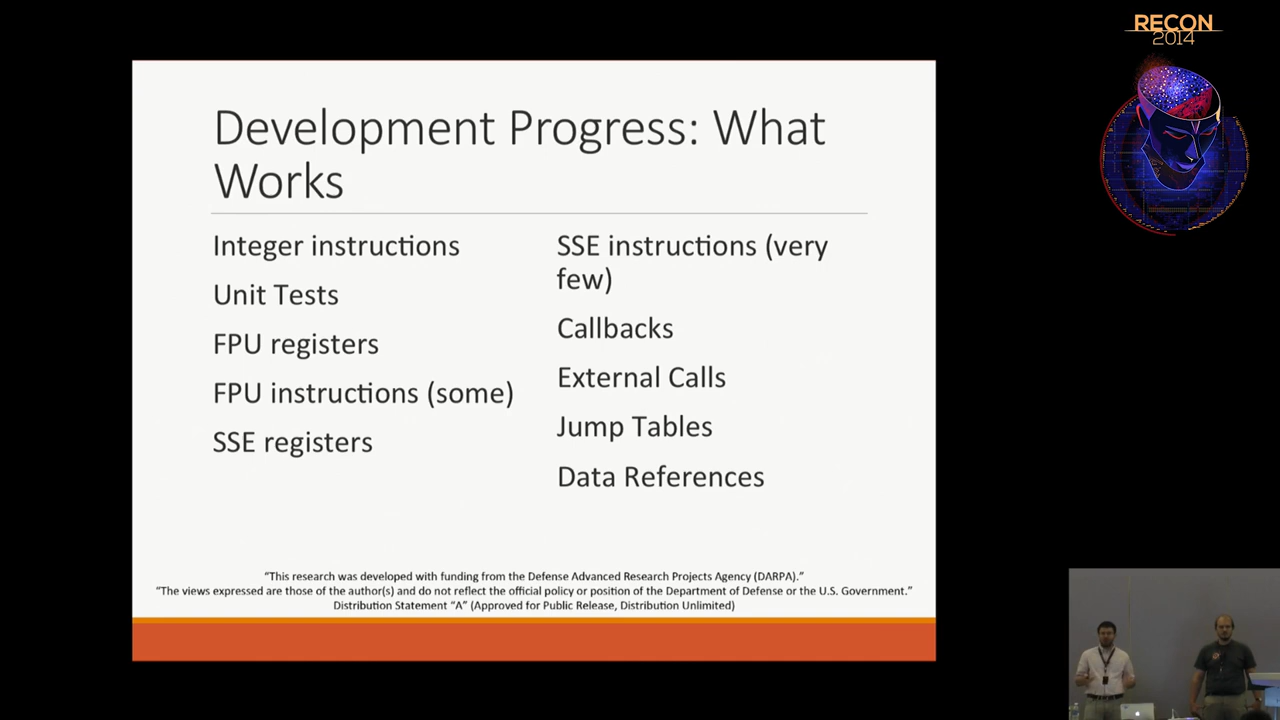 RECON
2014
Development Progress: What
Works
Integer instructions
Unit Tests
FPU registers
FPU instructions (some)
SSE registers
SSE instructions (very
few)
Callbacks
External Calls
Jump Tables
Data References
“This research was developed with funding from the Defense Advanced Research Projects Agency (DARPA).”
“The views expressed are those of the author(s) and do not reflect the official policy or position of the Department of Defense or the U.S. Government.”
Distribution Statement “A” (Approved for Public Release, Distribution Unlimited)